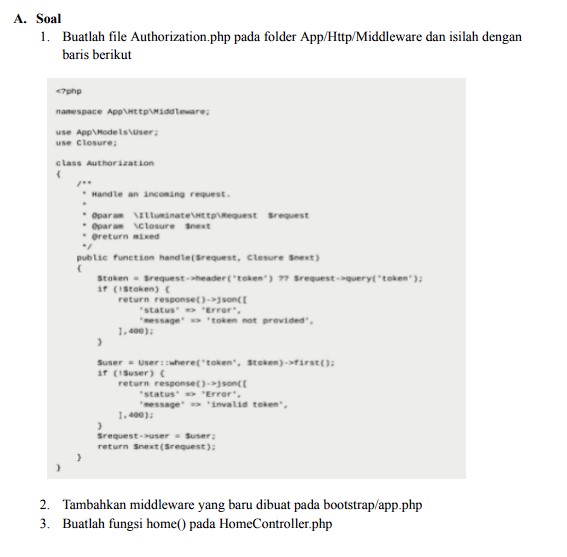 A. Soal
1. Buatlah file Authorization.php pada folder App/Http/Middleware dan isilah dengan
baris berikut
<?php
namespace App\Http\Middleware;
use App\Models\User;
use Closure;
class Authorization
{
/**
* Handle an incoming request.
*
* @param \Illuminate\Http\Request $request
* @param \Closure $next
* @return mixed
*/
public function handle($request, Closure $next)
{
$token = $request->header('token') ?? $request->query('token');
if (!$token) {
return response()->json([
'status' => 'Error',
'message' => 'token not provided',
],400);
}
$user = User::where('token', $token)->first();
if (!$user) {
return response()->json([
'status' => 'Error',
'message' => 'invalid token',
],400);
}
$request->user = $user;
return $next($request);
}
}
2. Tambahkan middleware yang baru dibuat pada bootstrap/app.php
3. Buatlah fungsi home() pada HomeController.php